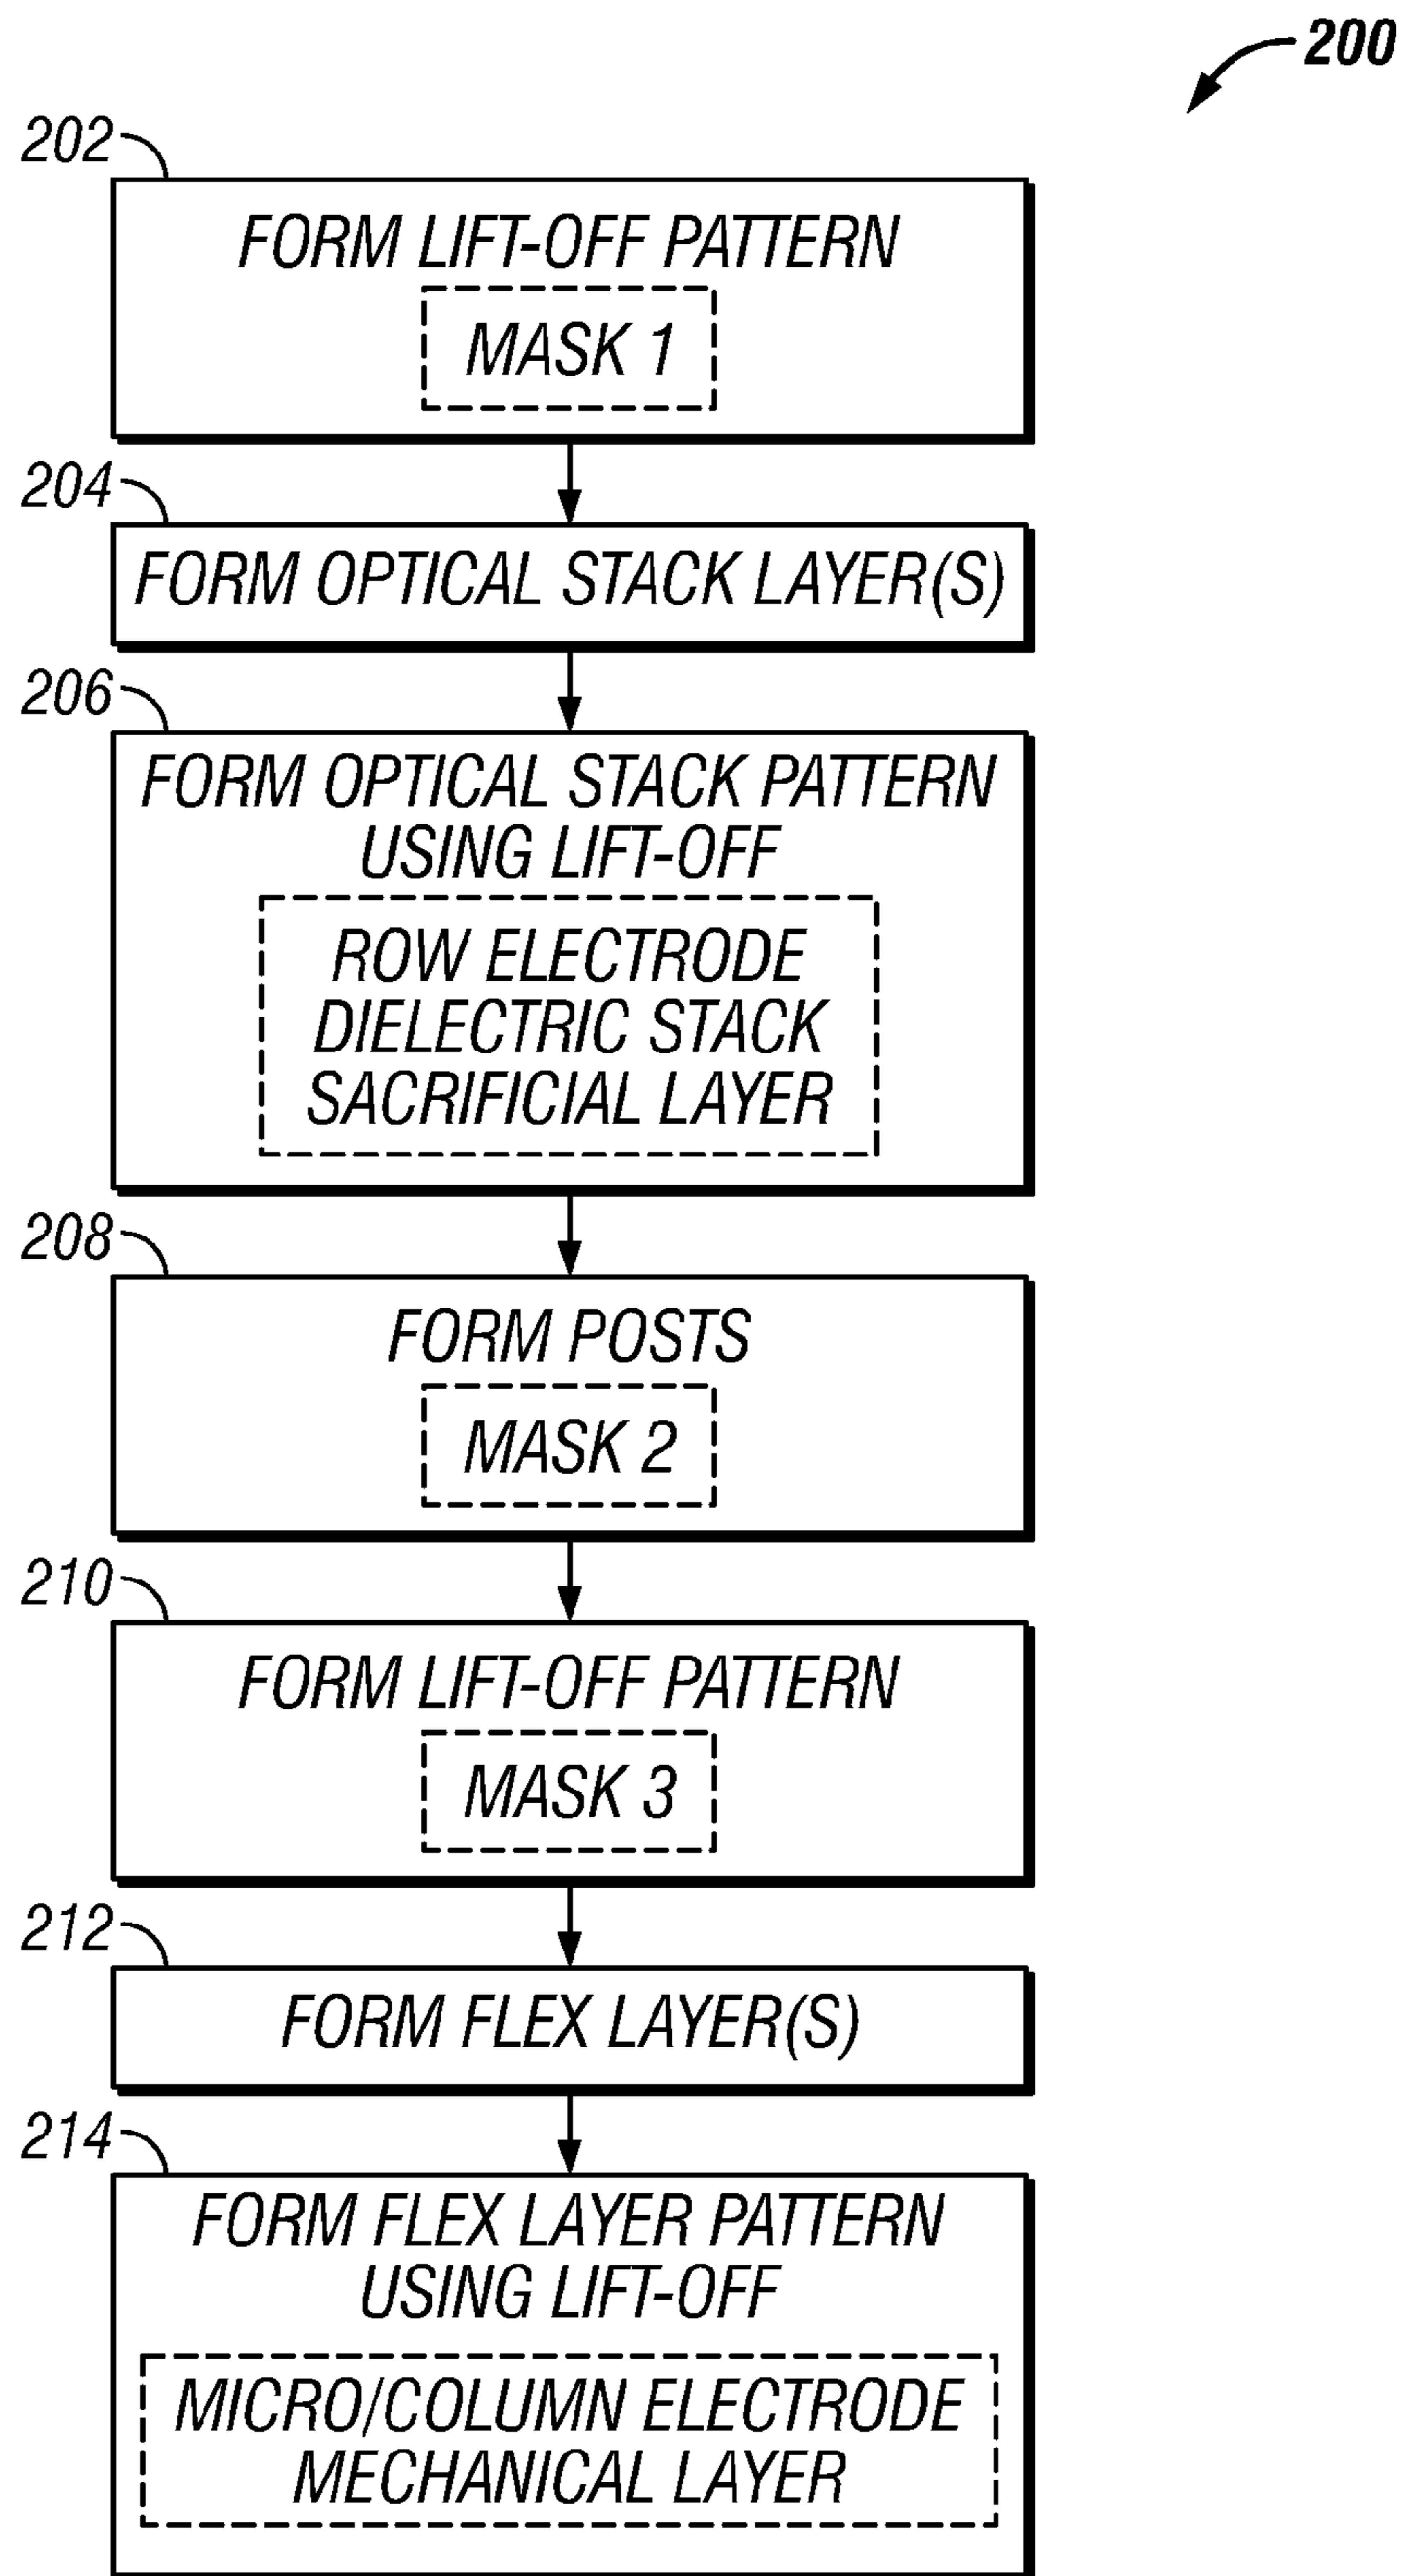 200
202
FORM LIFT-OFF PATTERN
MASK 1
204
FORM OPTICAL STACK LAYER(S)
206
FORM OPTICAL STACK PATTERN
USING LIFT-OFF
ROW ELECTRODE
DIELECTRIC STACK
SACRIFICIAL LAYER
208
FORM POSTS
MASK 2
210
FORM LIFT-OFF PATTERN
MASK 3
212
FORM FLEX LAYER(S)
214
FORM FLEX LAYER PATTERN
USING LIFT-OFF
MICRO/COLUMN ELECTRODE
MECHANICAL LAYER